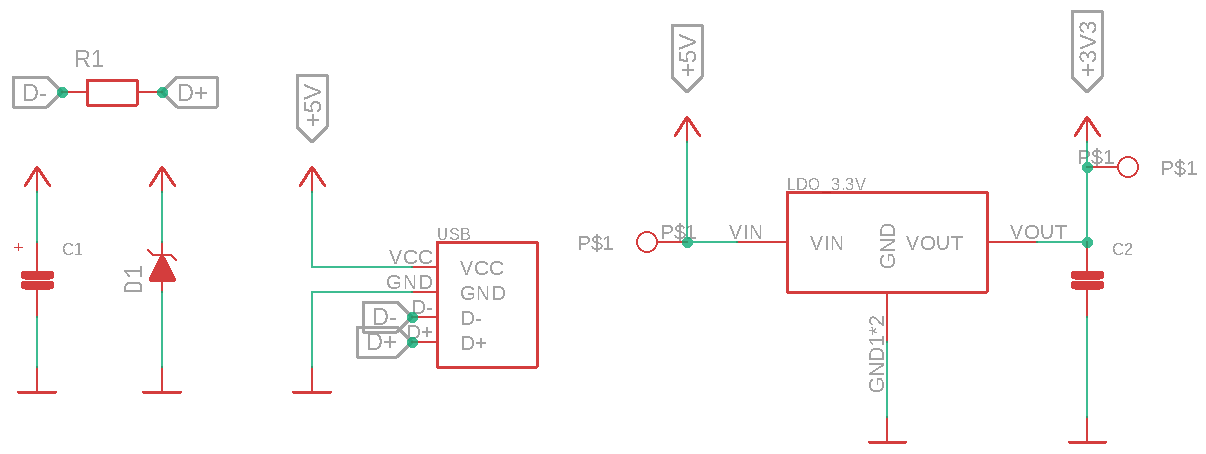 R1
D-
D+
+5V
+
C1
D1
USB
VCC
VCC
GND
GND
D-
D-
D-
D+
D+
D+
+5V
+3V3
P$1
P$1
P$1
P$1
LDO_3.3V
VIN
VIN
GND
VOUT
VOUT
GND1*2
C2